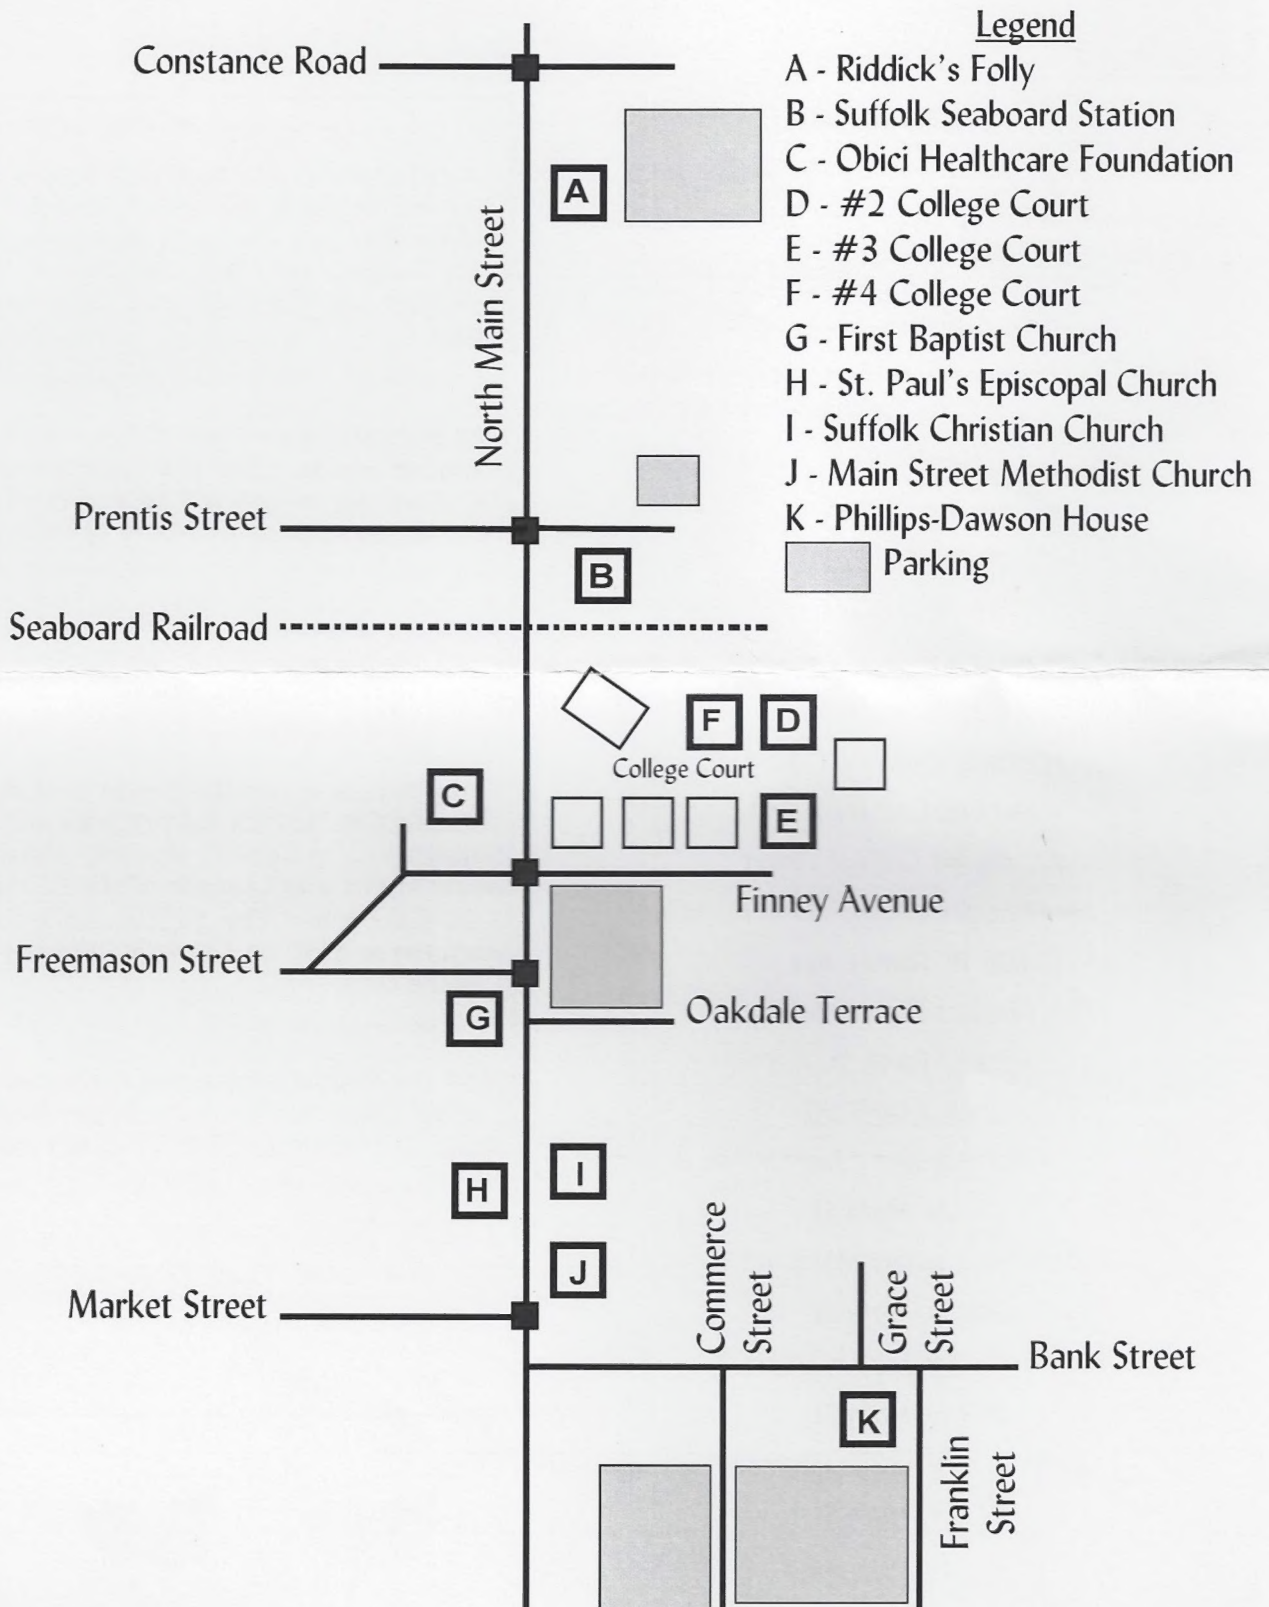 Legend
A - Riddick's Folly
B - Suffolk Seaboard Station
C - Obici Healthcare Foundation
D - #2 College Court
E - #3 College Court
F - #4 College Court
G - First Baptist Church
H - St. Paul's Episcopal Church
I - Suffolk Christian Church
J - Main Street Methodist Church
K - Phillips-Dawson House
Parking
Constance Road
A
North Main Street
Prentis Street
B
Seaboard Railroad
F
D
College Court
C
E
Finney Avenue
Freemason Street
G
Oakdale Terrace
H
I
J
Market Street
Commerce
Street
Grace
Street
Bank Street
K
Franklin
Street